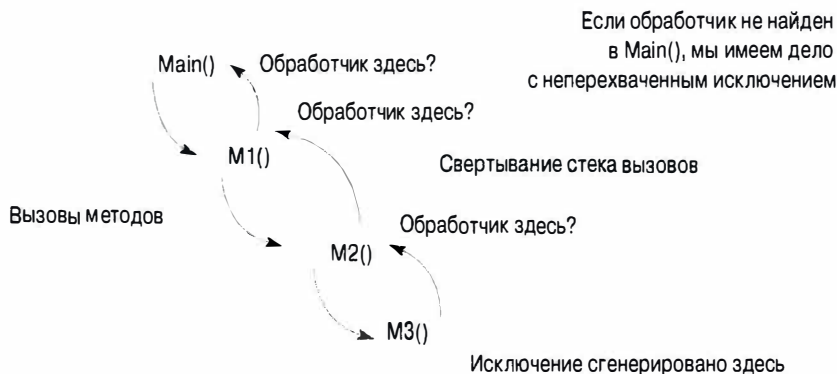 Если обработчик не найден
в Main(), мы имеем дело
с неперехваченным исключением
Main()
Обработчик здесь?
Обработчик здесь?
M1()
Свертывание стека вызовов
Вызовы методов
Обработчик здесь?
M2()
M3()
Исключение сгенерировано здесь